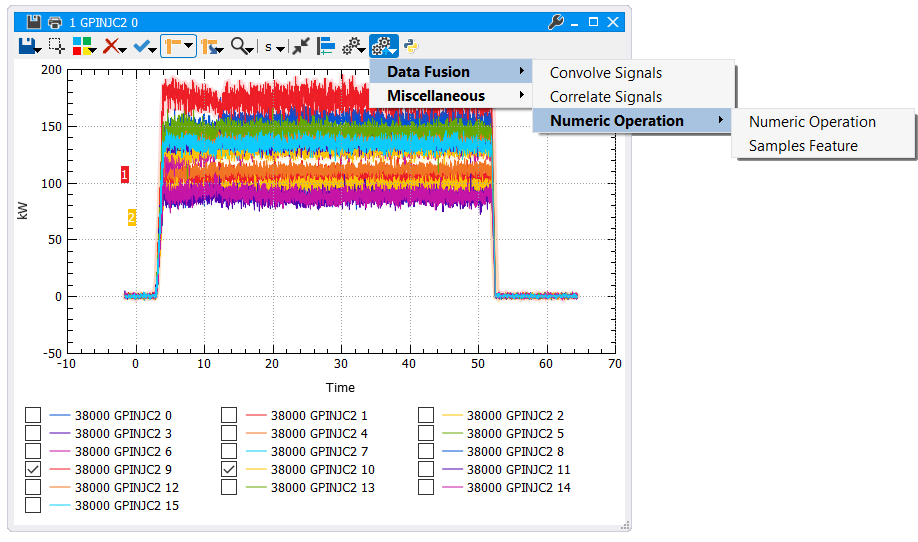 1 GPINJC2 0
s
Data Fusion
Miscellaneous
Convolve Signals
Correlate Signals
Numeric Operation
Numeric Operation
Samples Feature
200
150
100
50
0
-50
kW
1
2
-10 0 10 20 30 40 50 60 70
Time
38000 GPINJC2 0 38000 GPINJC2 1 38000 GPINJC2 2
38000 GPINJC2 3 38000 GPINJC2 4 38000 GPINJC2 5
38000 GPINJC2 6 38000 GPINJC2 7 38000 GPINJC2 8
38000 GPINJC2 9 38000 GPINJC2 10 38000 GPINJC2 11
38000 GPINJC2 12 38000 GPINJC2 13 38000 GPINJC2 14
38000 GPINJC2 15